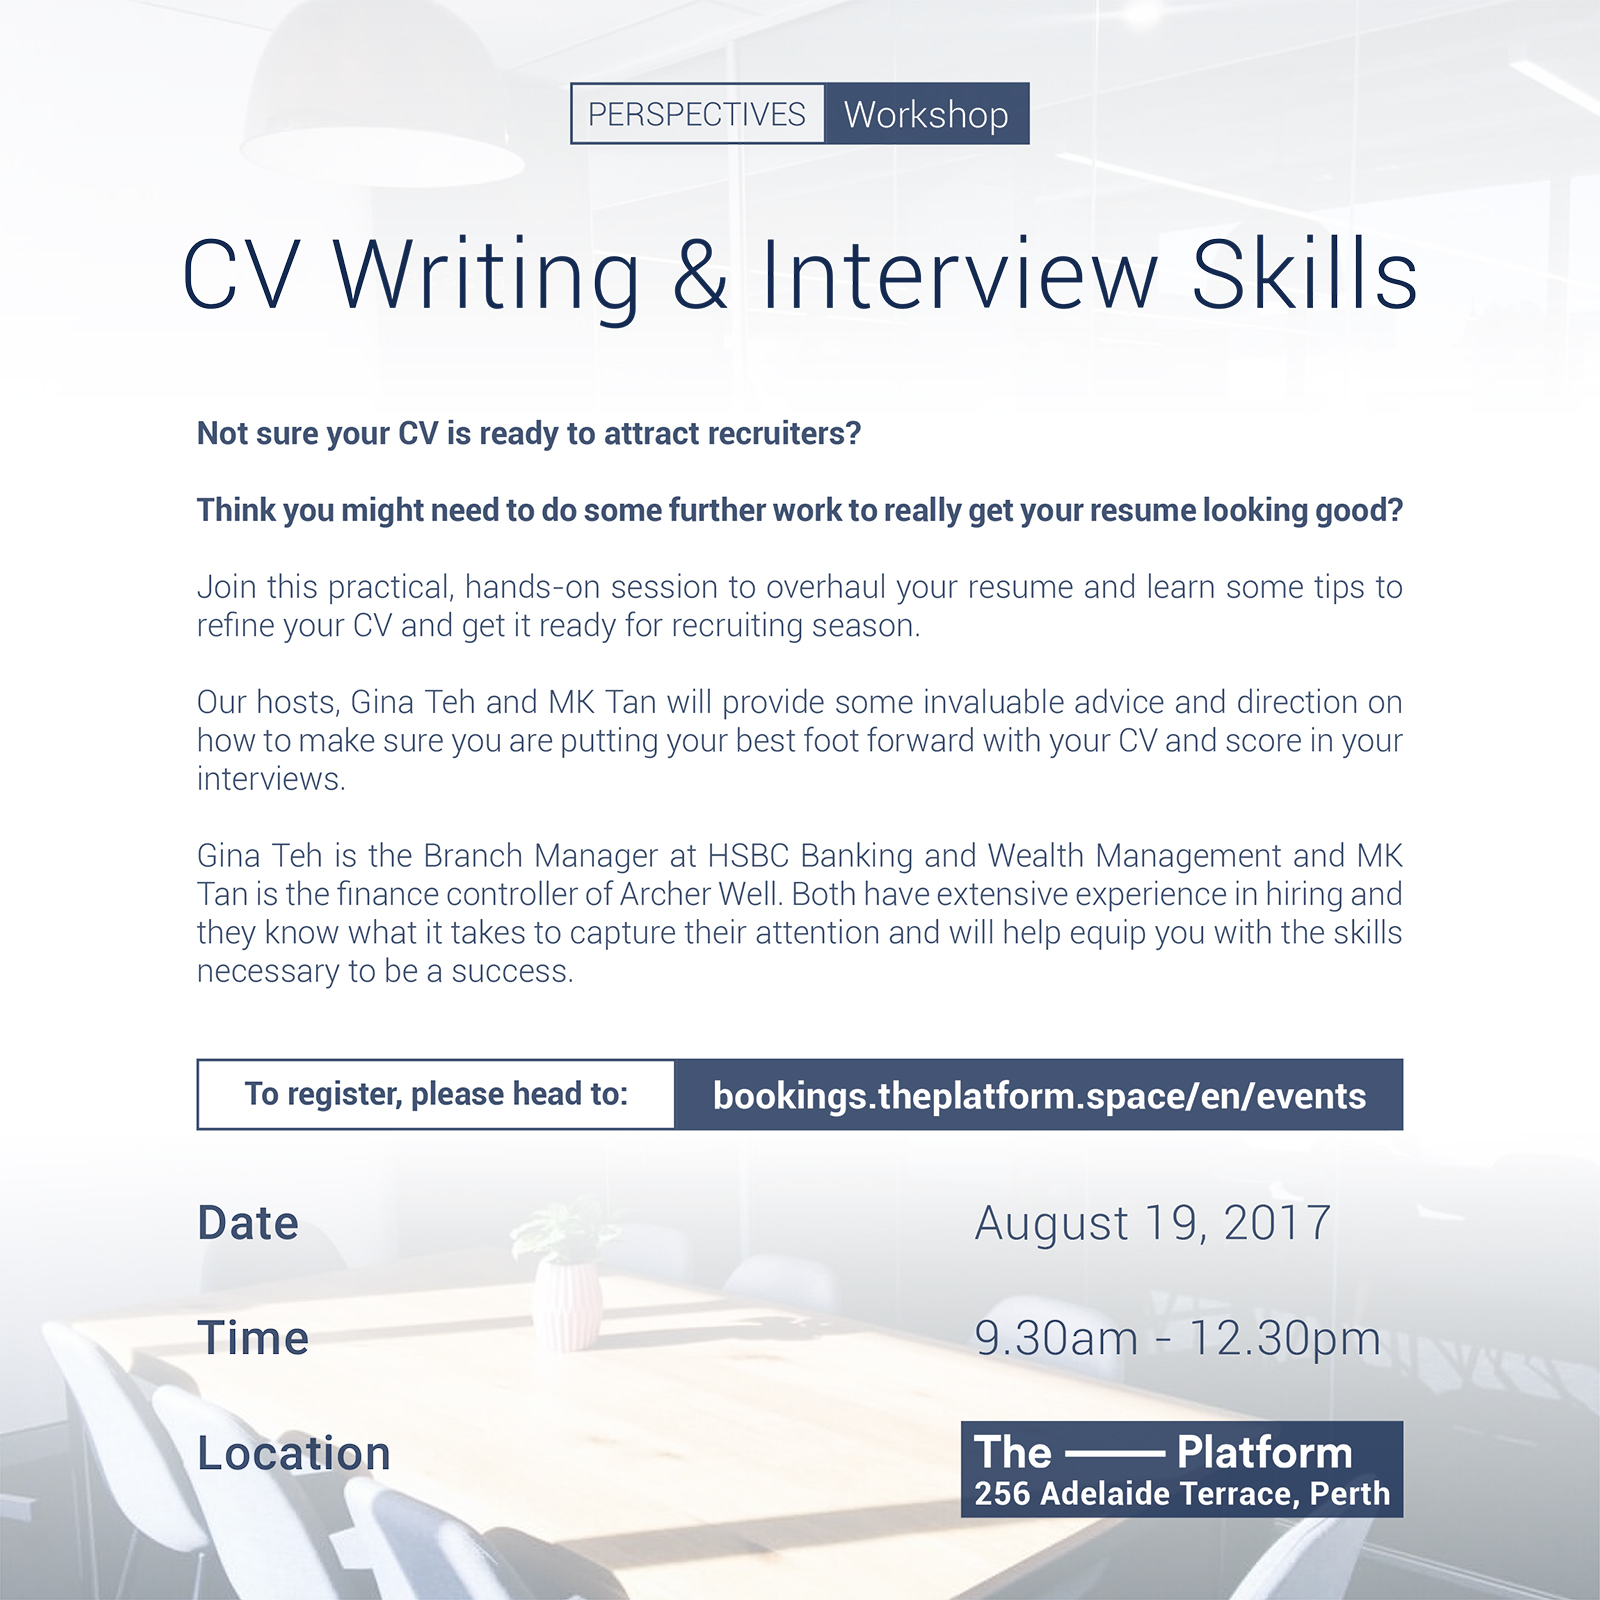 PERSPECTIVES Workshop
CV Writing & Interview Skills
Not sure your CV is ready to attract recruiters?
Think you might need to do some further work to really get your resume looking good?
Join this practical, hands-on session to overhaul your resume and learn some tips to
refine your CV and get it ready for recruiting season.
Our hosts, Gina Teh and MK Tan will provide some invaluable advice and direction on
how to make sure you are putting your best foot forward with your CV and score in your
interviews.
Gina Teh is the Branch Manager at HSBC Banking and Wealth Management and MK
Tan is the finance controller of Archer Well. Both have extensive experience in hiring and
they know what it takes to capture their attention and will help equip you with the skills
necessary to be a success.
To register, please head to: bookings.theplatform.space/en/events
Date August 19, 2017
Time 9.30am - 12.30pm
Location The — Platform
256 Adelaide Terrace, Perth